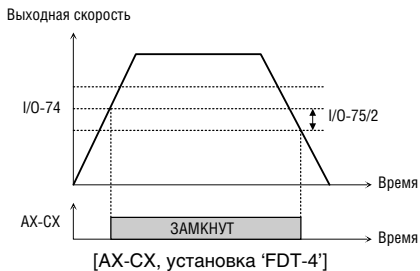 Выходная скорость
I/O-74
I/O-75/2
Время
AX-CX
ЗАМКНУТ
Время
[AX-CX, установка ‘FDT-4’]